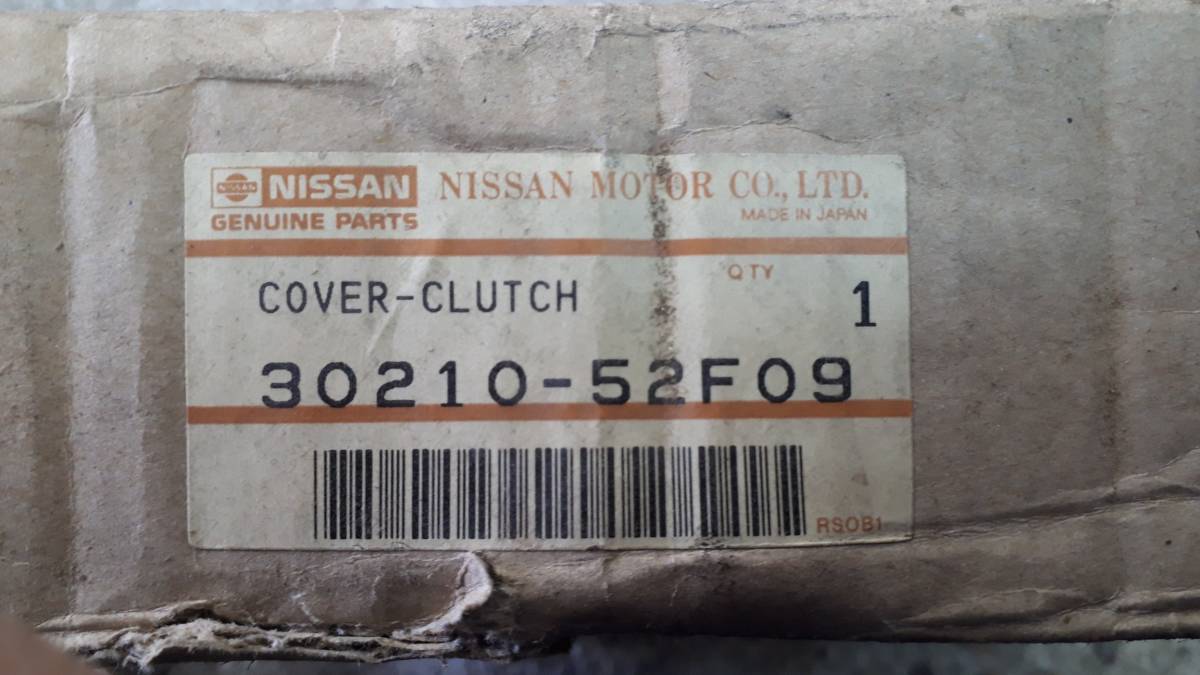 NISSAN NISSAN NISSAN MOTOR CO., LTD.
GENUINE PARTS MADE IN JAPAN
COVER-CLUTCH QTY 1
30210-52F09
RSOB1